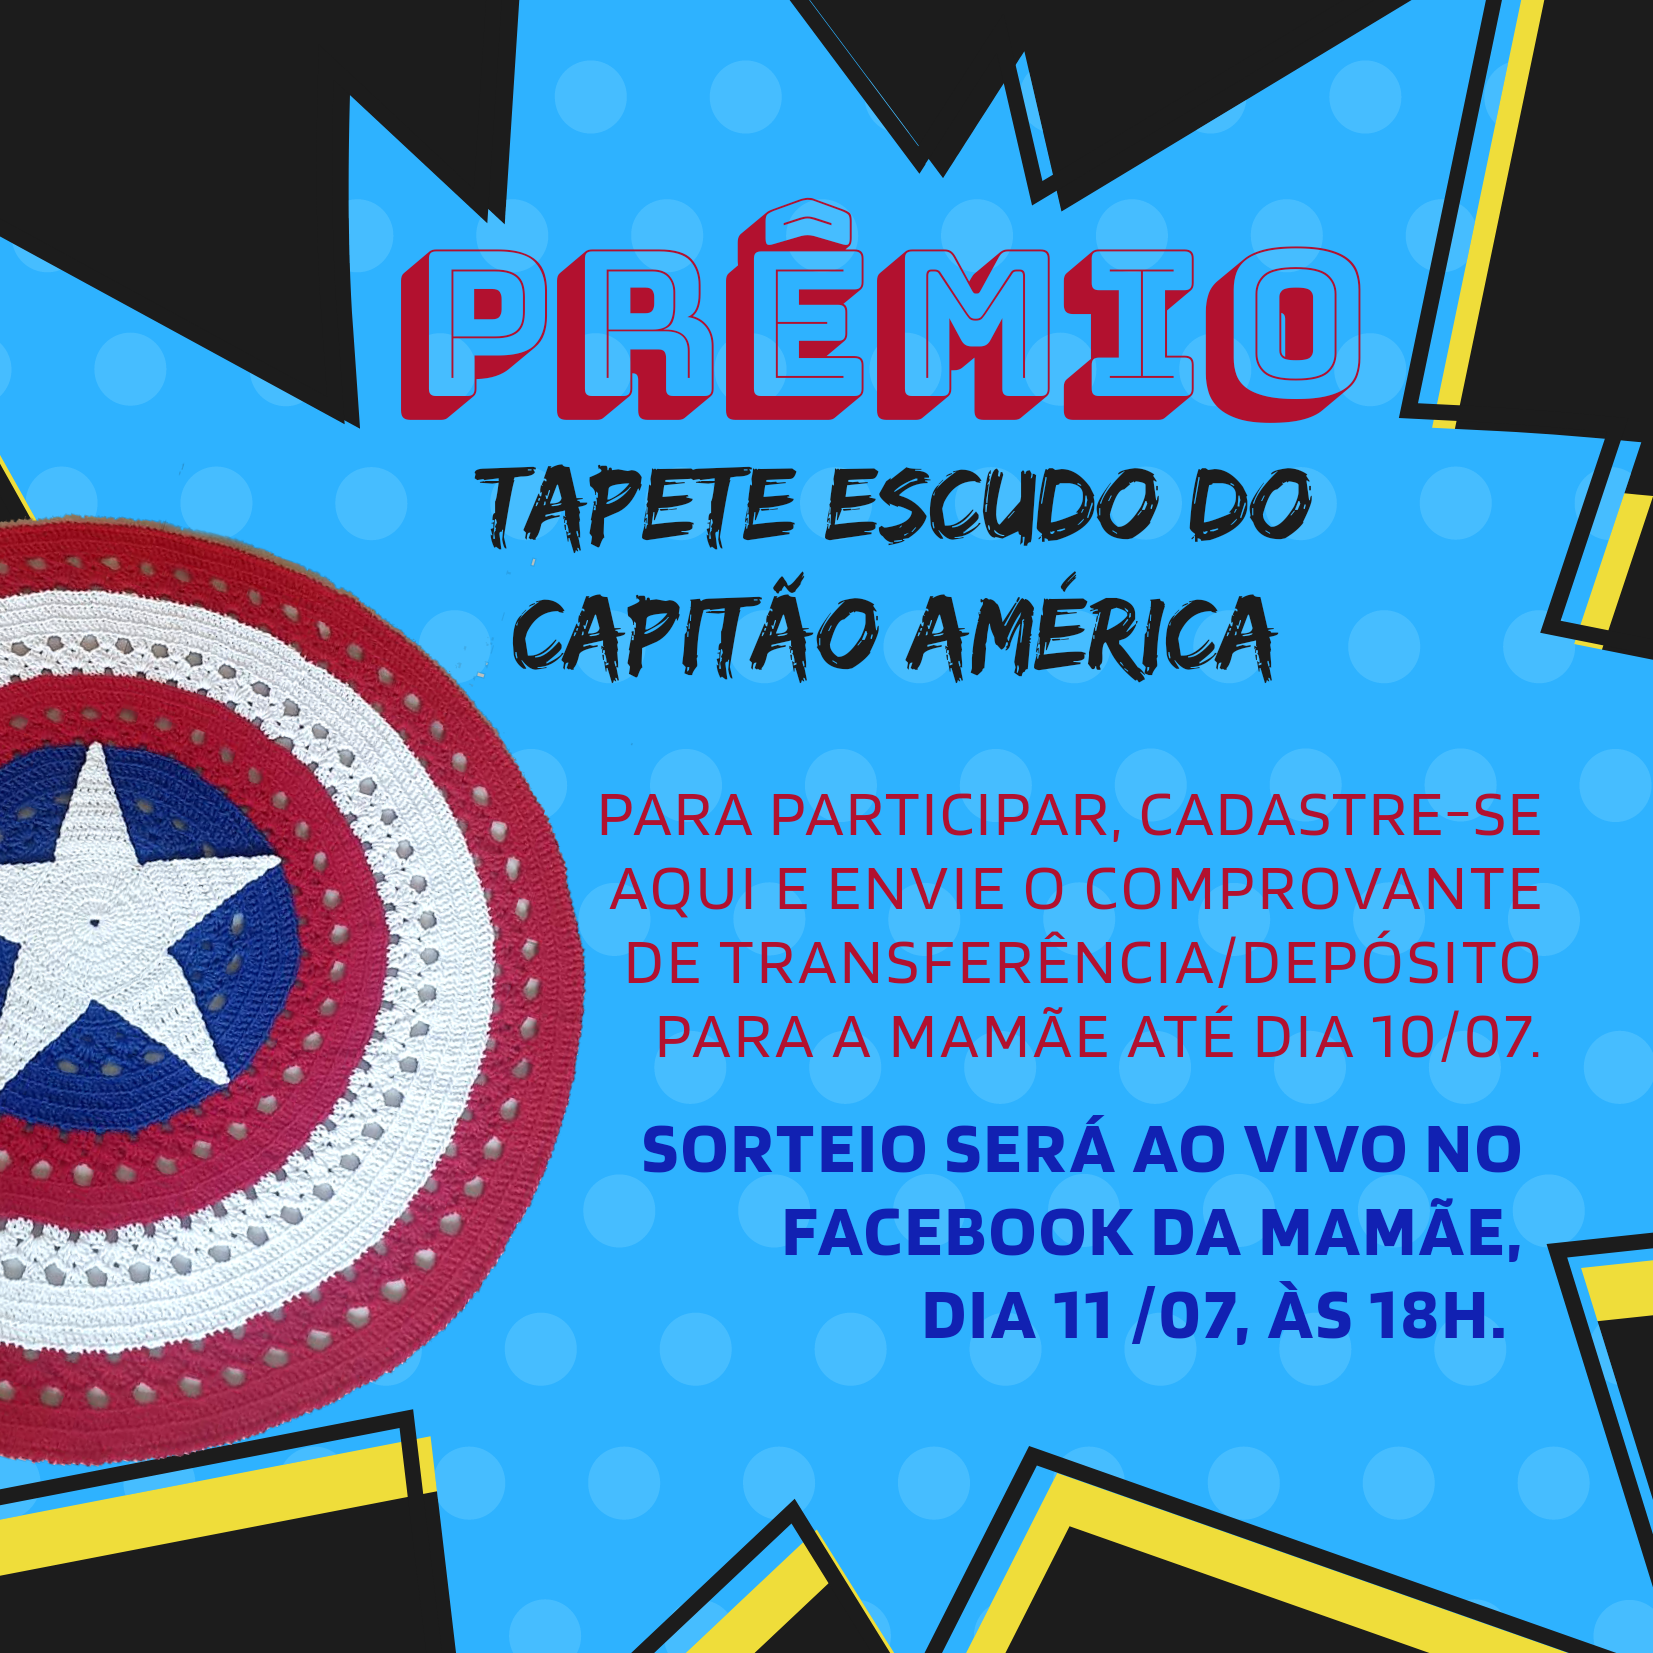 PRÊMIO
TAPETE ESCUDO DO
CAPITÃO AMÉRICA
PARA PARTICIPAR, CADASTRE-SE
AQUI E ENVIE O COMPROVANTE
DE TRANSFERÊNCIA/DEPÓSITO
PARA A MAMÃE ATÉ DIA 10/07.
SORTEIO SERÁ AO VIVO NO
FACEBOOK DA MAMÃE,
DIA 11 /07, ÀS 18H.